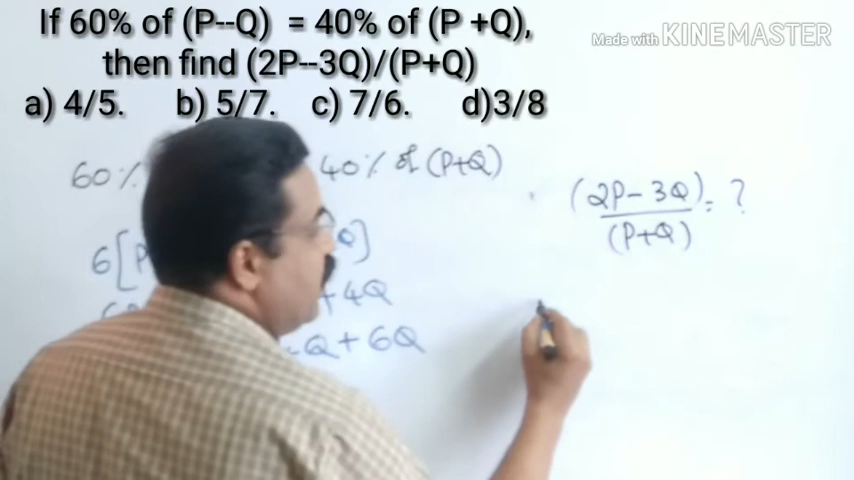 If 60% of (P--Q) = 40% of (P +Q),
then find (2P--3Q)/(P+Q)
a) 4/5. b) 5/7. c) 7/6. d)3/8
Made with KINEMASTER
60% 40% of (P+Q)
(2P-3Q) = ?
(P+Q)
6[P Q]
+4Q
Q+6Q